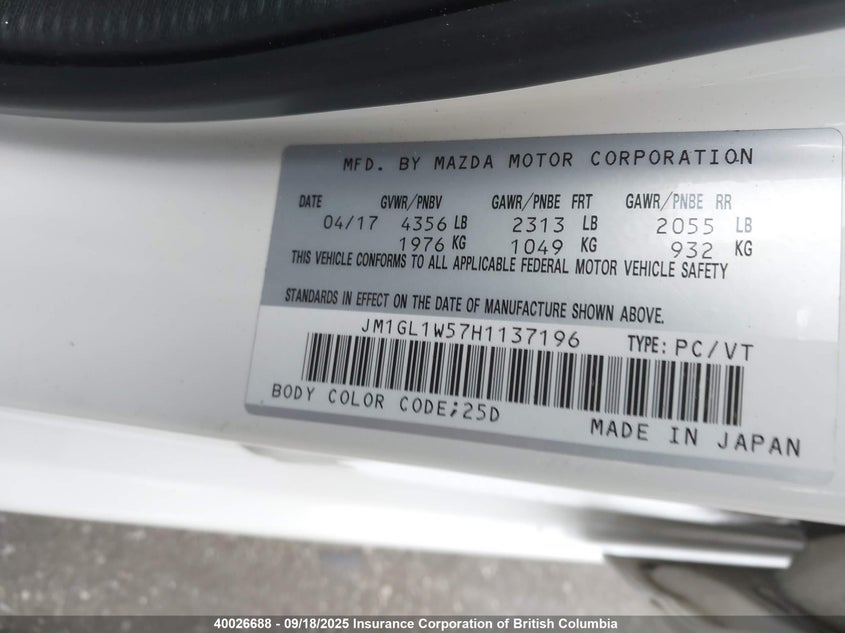 MFD. BY MAZDA MOTOR CORPORATION
DATE GVWR/PNBV GAWR/PNBE FRT GAWR/PNBE RR
04/17 4356 LB 2313 LB 2055 LB
1976 KG 1049 KG 932 KG
THIS VEHICLE CONFORMS TO ALL APPLICABLE FEDERAL MOTOR VEHICLE SAFETY
STANDARDS IN EFFECT ON THE DATE OF MANUFACTURE SHOWN ABOVE.
JM1GL1W57H1137196 TYPE: PC/VT
BODY COLOR CODE;25D
MADE IN JAPAN
40026688 - 09/18/2025 Insurance Corporation of British Columbia